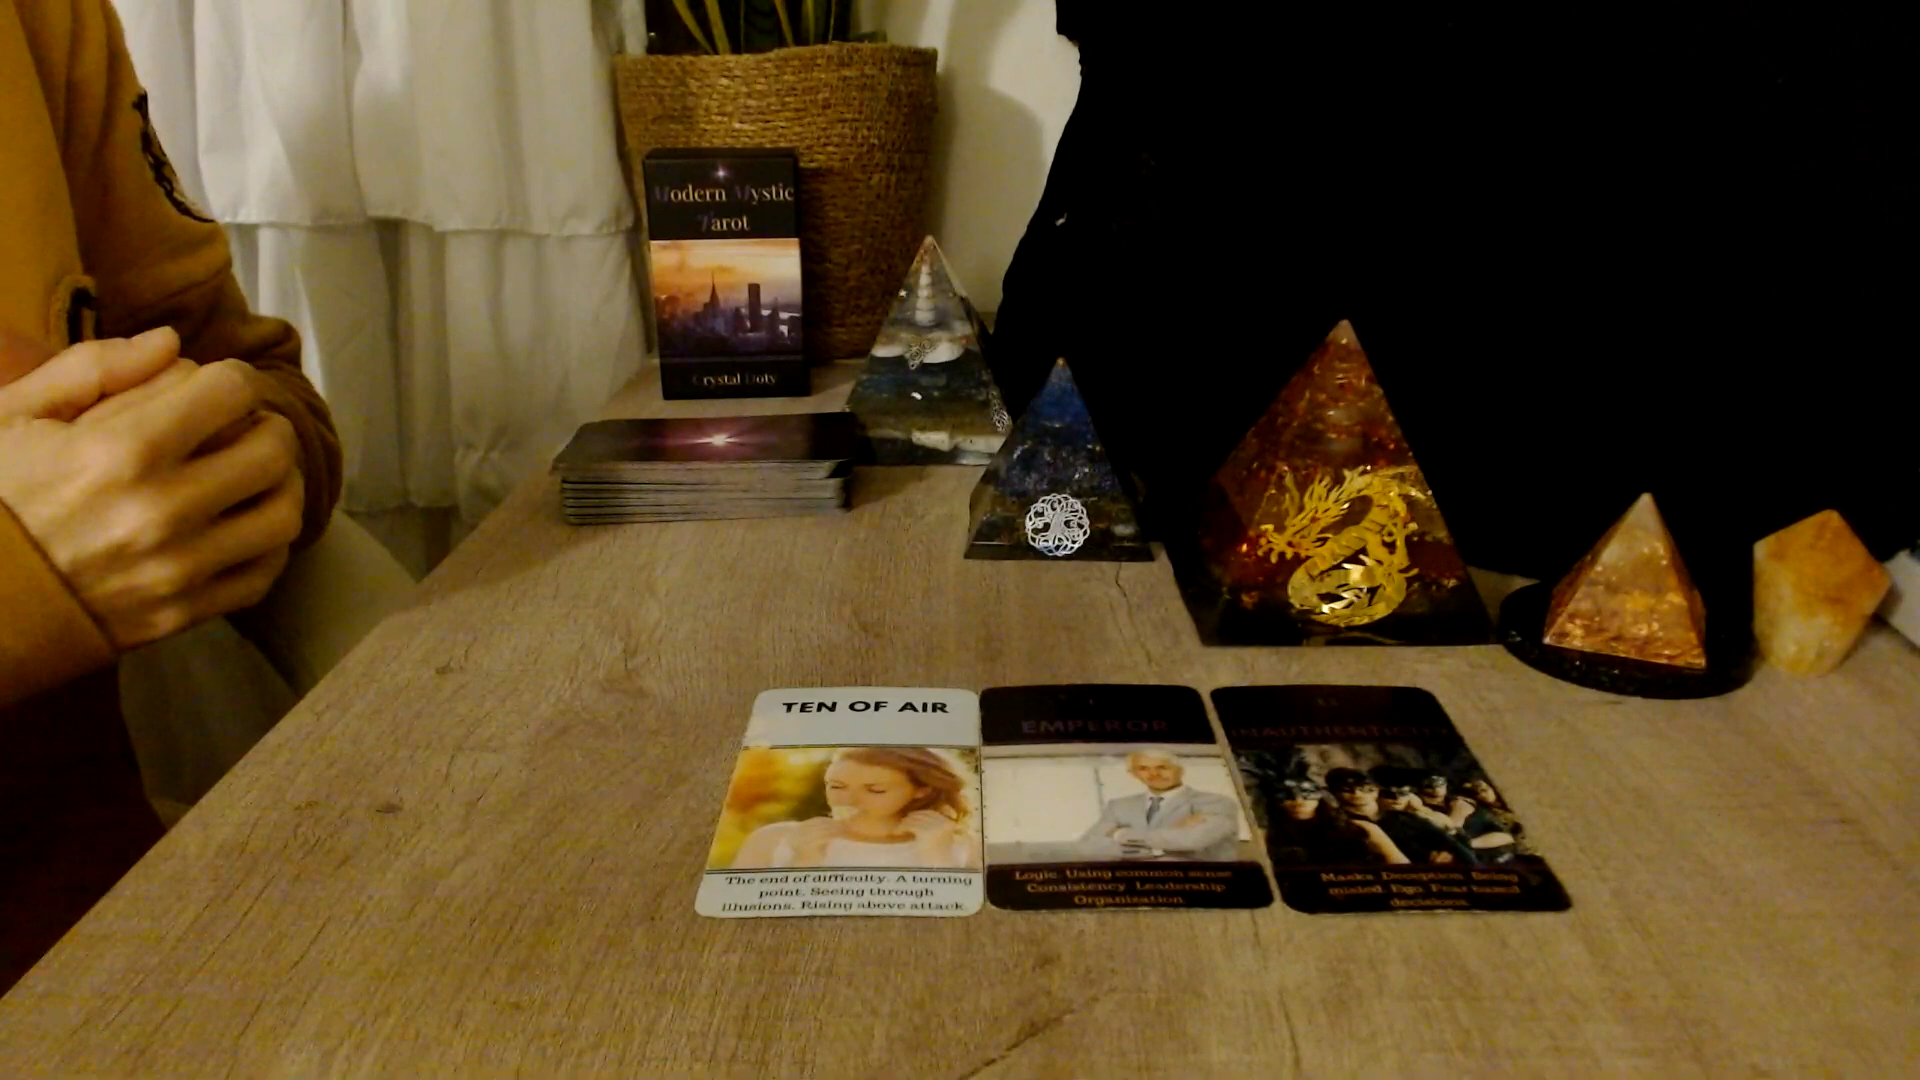 Modern Mystic
Tarot
Crystal Doty
TEN OF AIR
The end of difficulty. A turning
point. Seeing through
illusions. Rising above attack.
EMPEROR
Logic. Using common sense
Consistency. Leadership
Organization.
INAUTHENTICITY
Masks. Deception. Being
misled. Ego. Fear based
decisions.